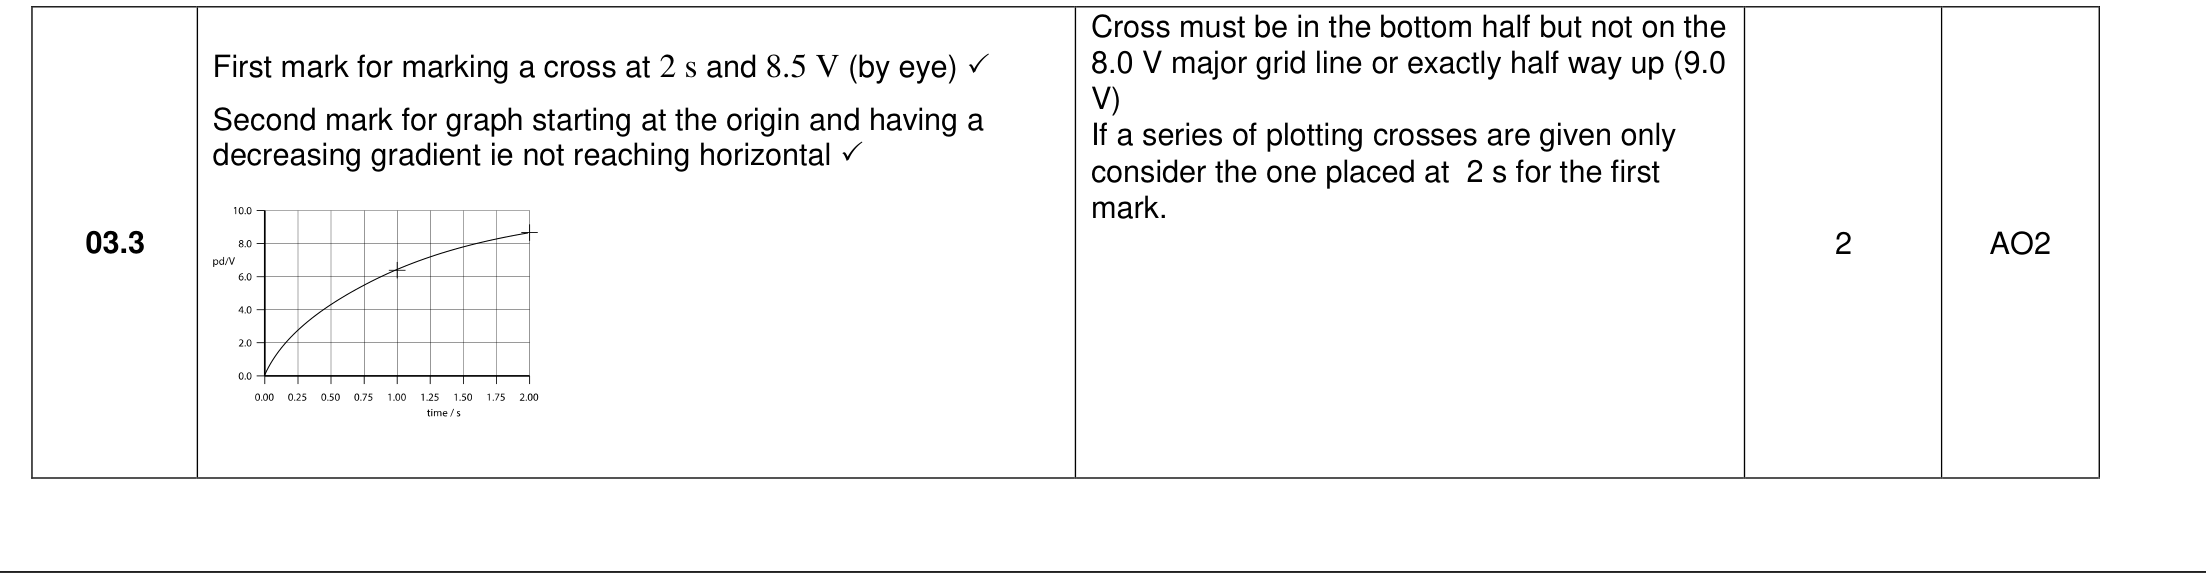 03.3
First mark for marking a cross at 2 s and 8.5 V (by eye) ✓
Second mark for graph starting at the origin and having a
decreasing gradient ie not reaching horizontal ✓
10.0
8.0
pd/V
6.0
4.0
2.0
0.0
0.00 0.25 0.50 0.75 1.00 1.25 1.50 1.75 2.00
time / s
Cross must be in the bottom half but not on the
8.0 V major grid line or exactly half way up (9.0
V)
If a series of plotting crosses are given only
consider the one placed at 2 s for the first
mark.
2
AO2